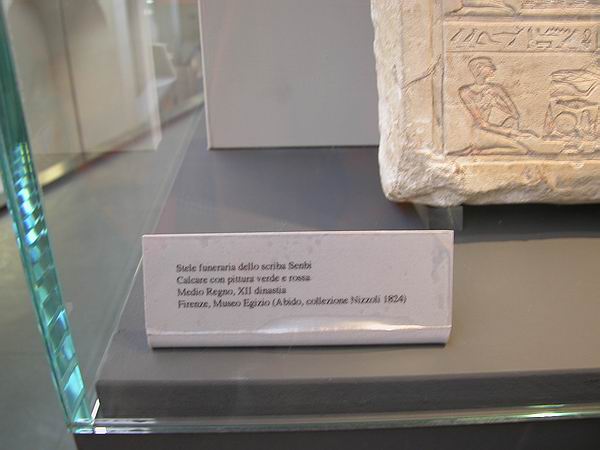 Stele funeraria dello scriba Senbi
Calcare con pittura verde e rossa
Medio Regno, XII dinastia
Firenze, Museo Egizio (Abido, collezione Nizzoli 1824)